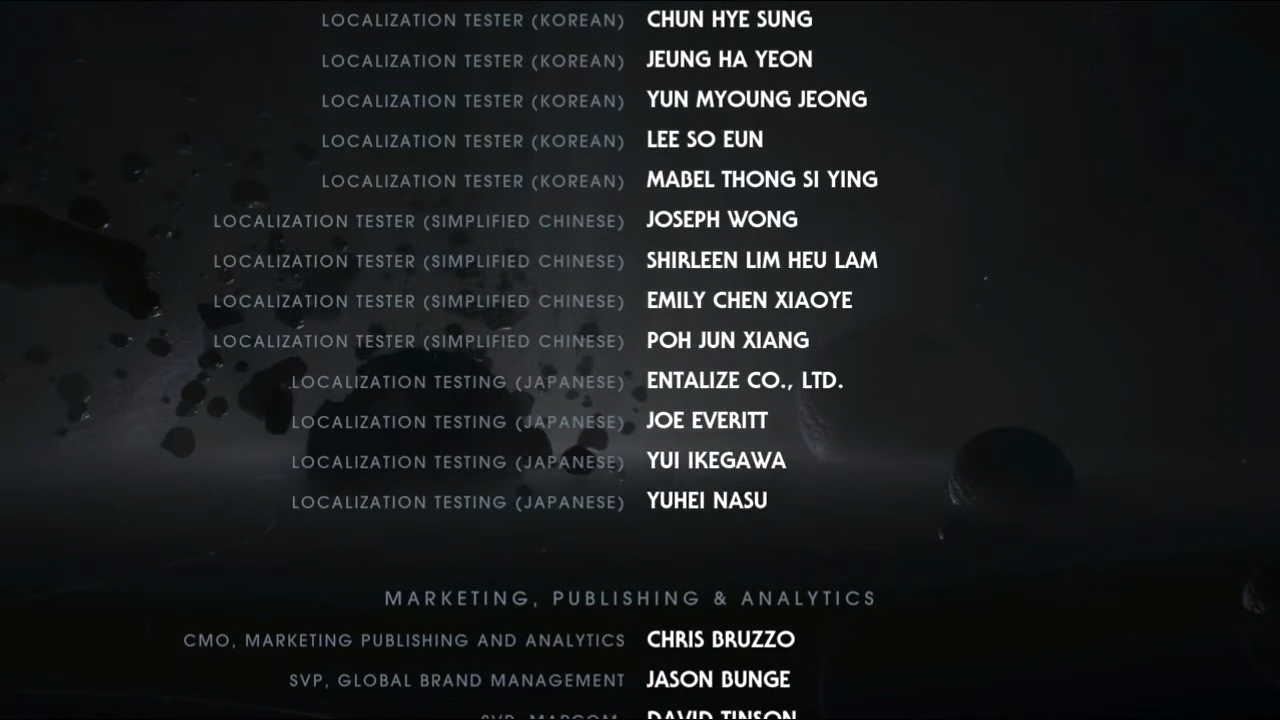 LOCALIZATION TESTER (KOREAN) CHUN HYE SUNG
LOCALIZATION TESTER (KOREAN) JEUNG HA YEON
LOCALIZATION TESTER (KOREAN) YUN MYOUNG JEONG
LOCALIZATION TESTER (KOREAN) LEE SO EUN
LOCALIZATION TESTER (KOREAN) MABEL THONG SI YING
LOCALIZATION TESTER (SIMPLIFIED CHINESE) JOSEPH WONG
LOCALIZATION TESTER (SIMPLIFIED CHINESE) SHIRLEEN LIM HEU LAM
LOCALIZATION TESTER (SIMPLIFIED CHINESE) EMILY CHEN XIAOYE
LOCALIZATION TESTER (SIMPLIFIED CHINESE) POH JUN XIANG
LOCALIZATION TESTING (JAPANESE) ENTALIZE CO., LTD.
LOCALIZATION TESTING (JAPANESE) JOE EVERITT
LOCALIZATION TESTING (JAPANESE) YUI IKEGAWA
LOCALIZATION TESTING (JAPANESE) YUHEI NASU
MARKETING, PUBLISHING & ANALYTICS
CMO, MARKETING PUBLISHING AND ANALYTICS CHRIS BRUZZO
SVP, GLOBAL BRAND MANAGEMENT JASON BUNGE
SVP, MARCOM, DAVID TINSON